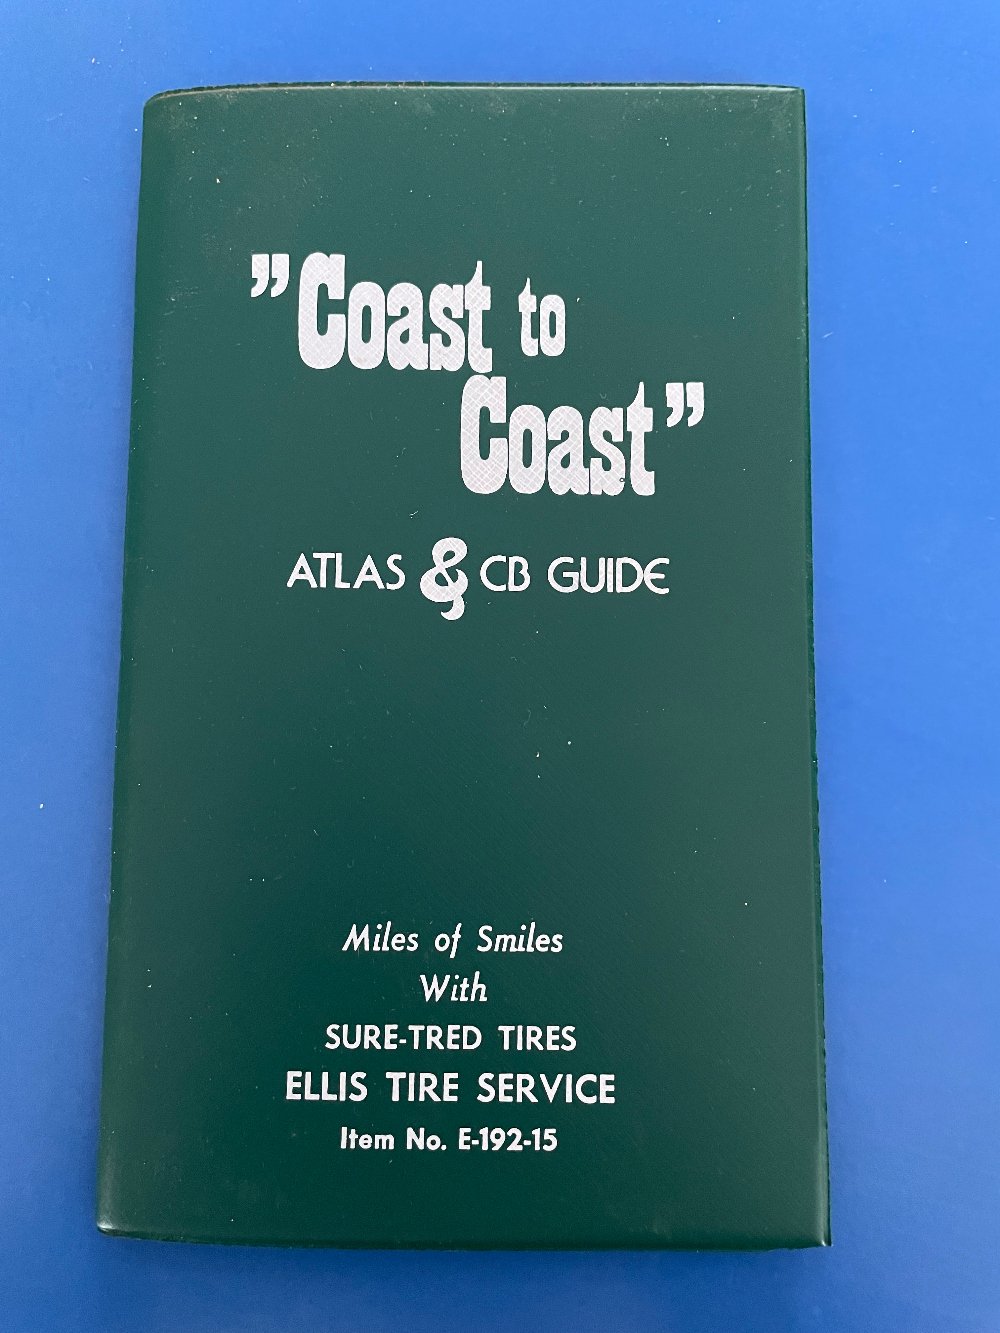 "Coast to
Coast"
ATLAS & CB GUIDE
Miles of Smiles
With
SURE-TRED TIRES
ELLIS TIRE SERVICE
Item No. E-192-15